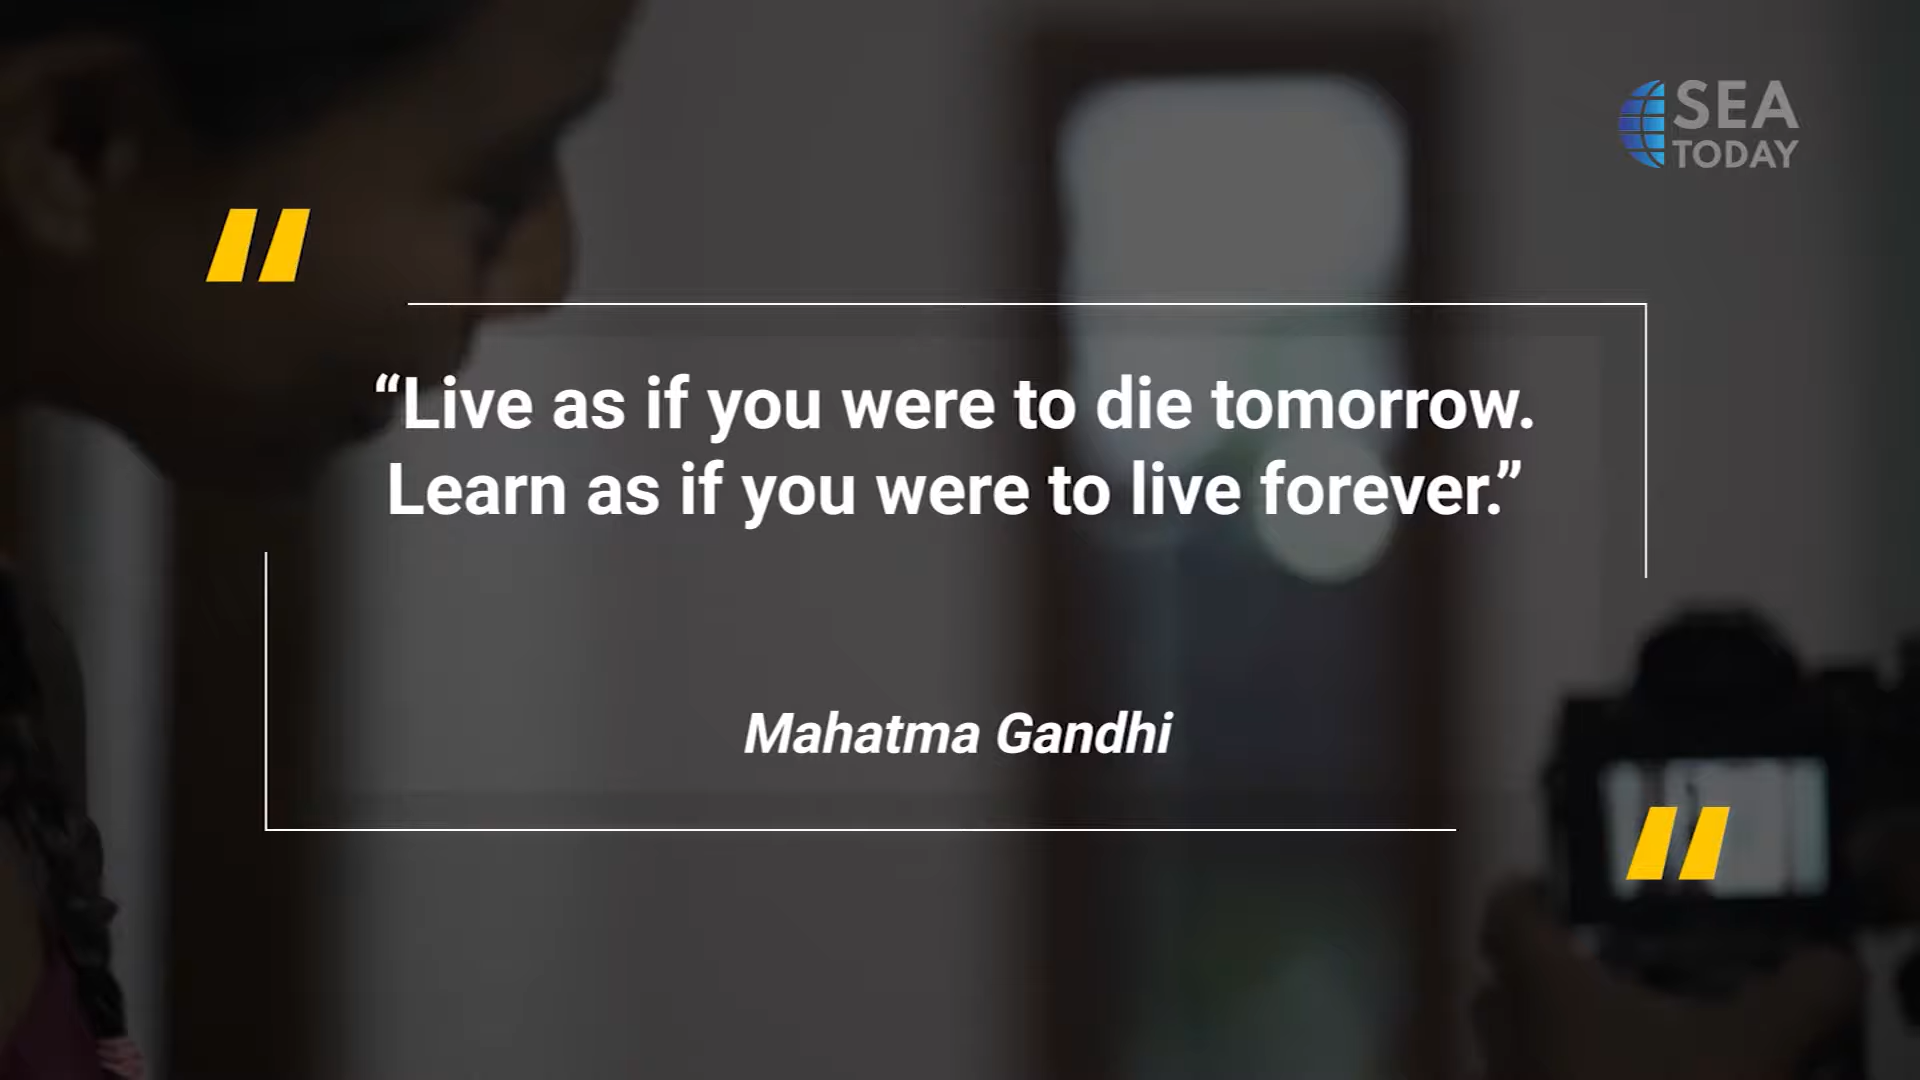 SEA
TODAY
“Live as if you were to die tomorrow.
Learn as if you were to live forever.”
Mahatma Gandhi